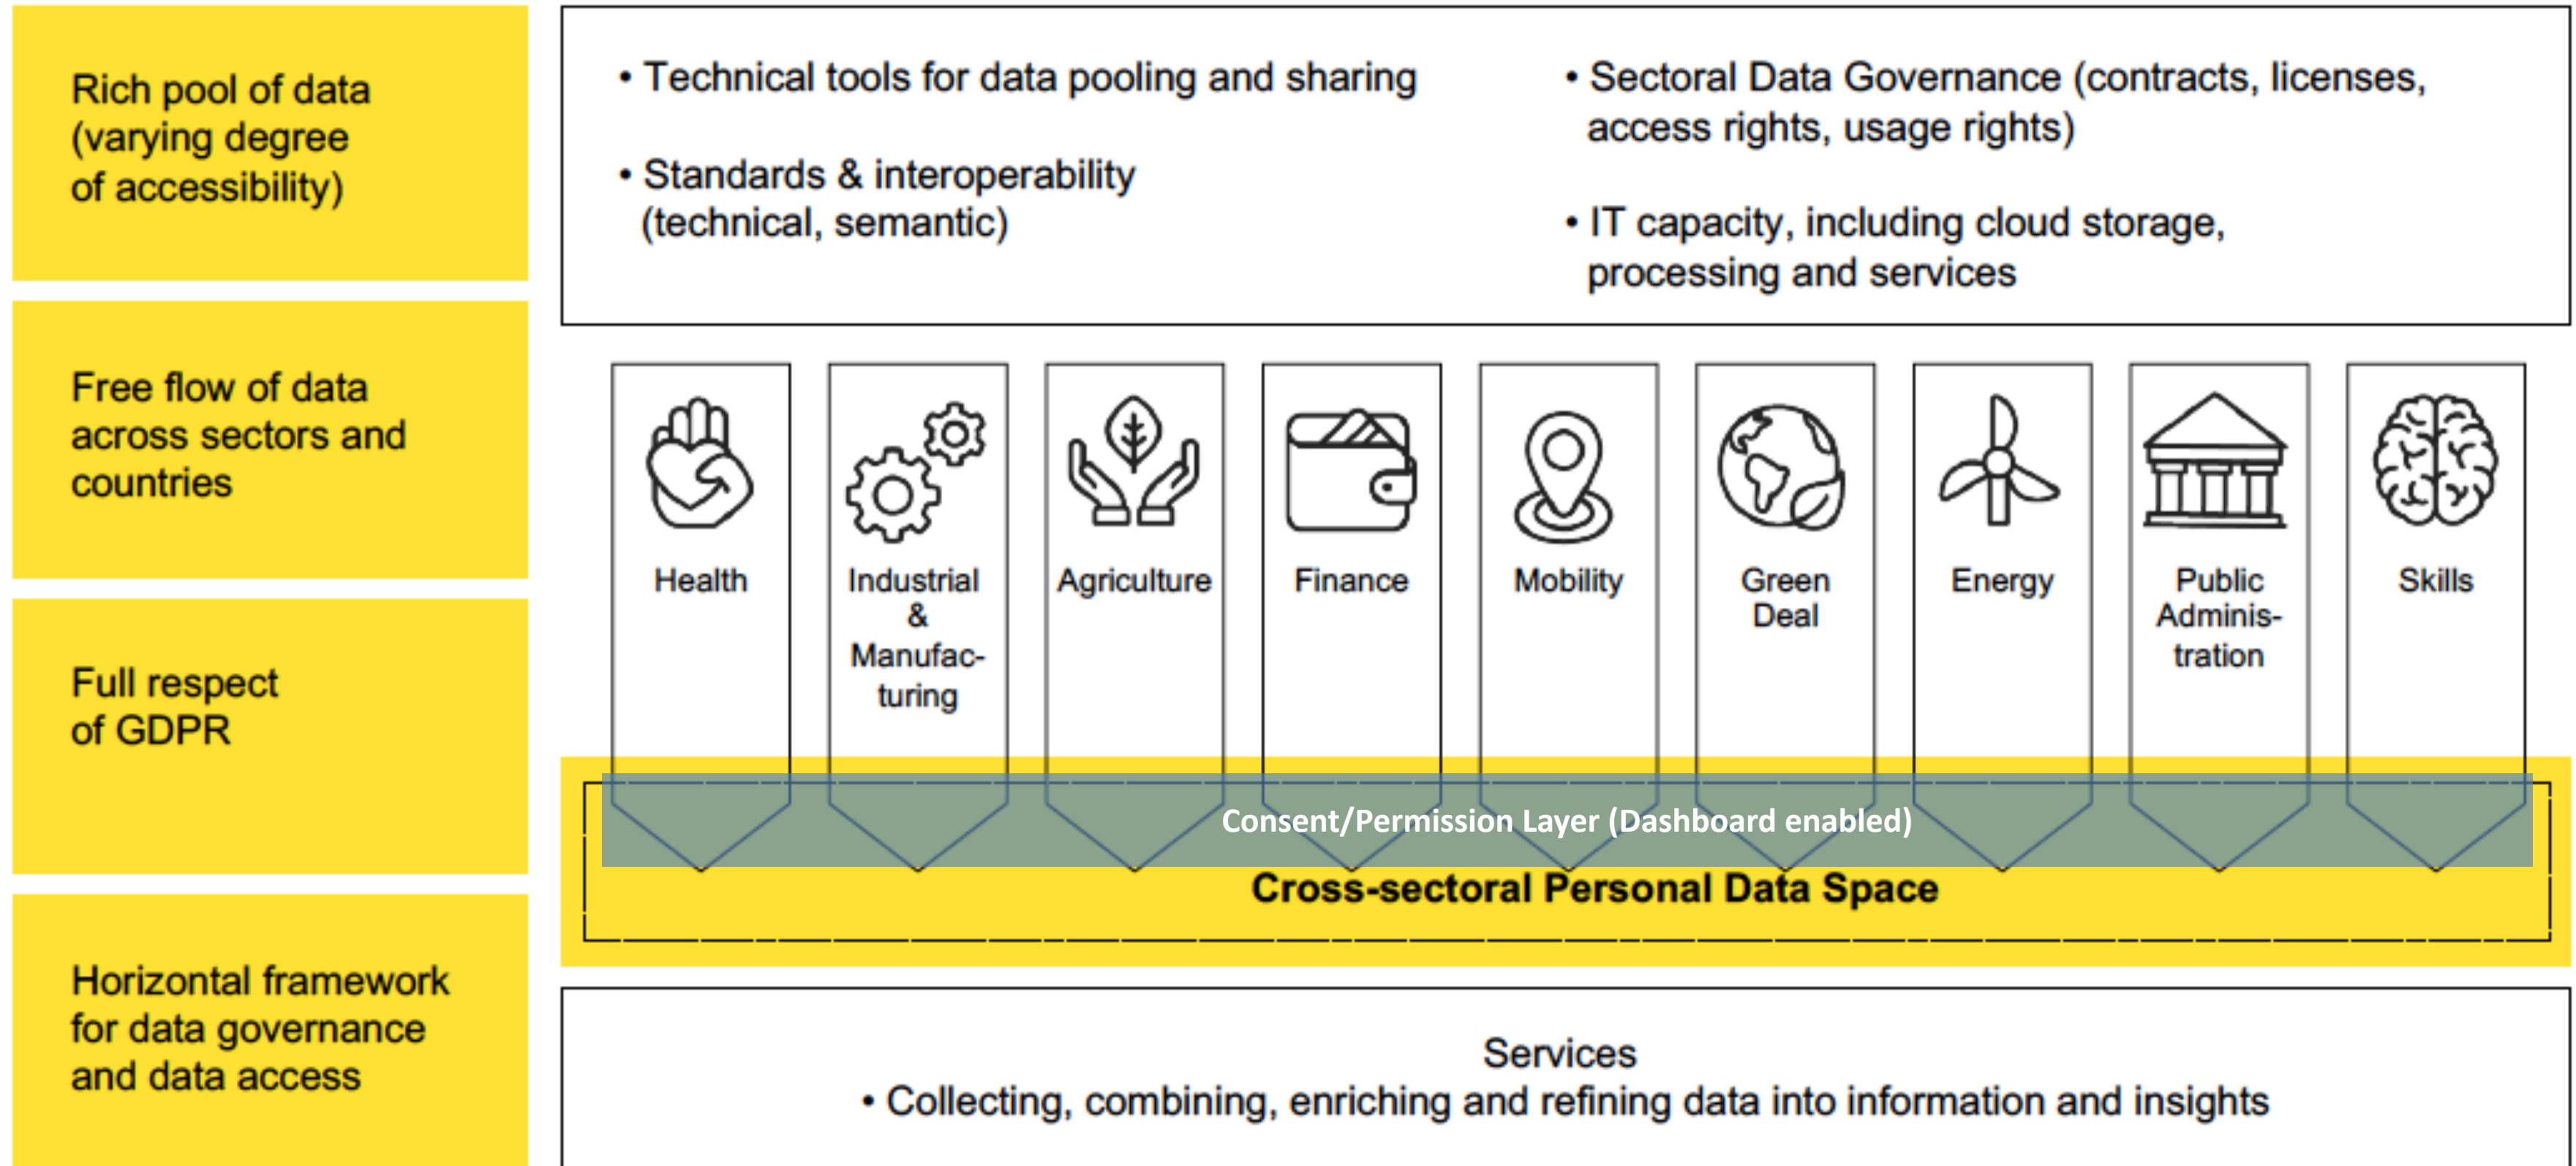 Rich pool of data
(varying degree
of accessibility)
Free flow of data
across sectors and
countries
Full respect
of GDPR
Horizontal framework
for data governance
and data access
• Technical tools for data pooling and sharing
• Standards & interoperability
(technical, semantic)
• Sectoral Data Governance (contracts, licenses,
access rights, usage rights)
• IT capacity, including cloud storage,
processing and services
Health
Industrial
&
Manufac-
turing
Agriculture
Finance
Mobility
Green
Deal
Energy
Public
Adminis-
tration
Skills
Consent/Permission Layer (Dashboard enabled)
Cross-sectoral Personal Data Space
Services
• Collecting, combining, enriching and refining data into information and insights